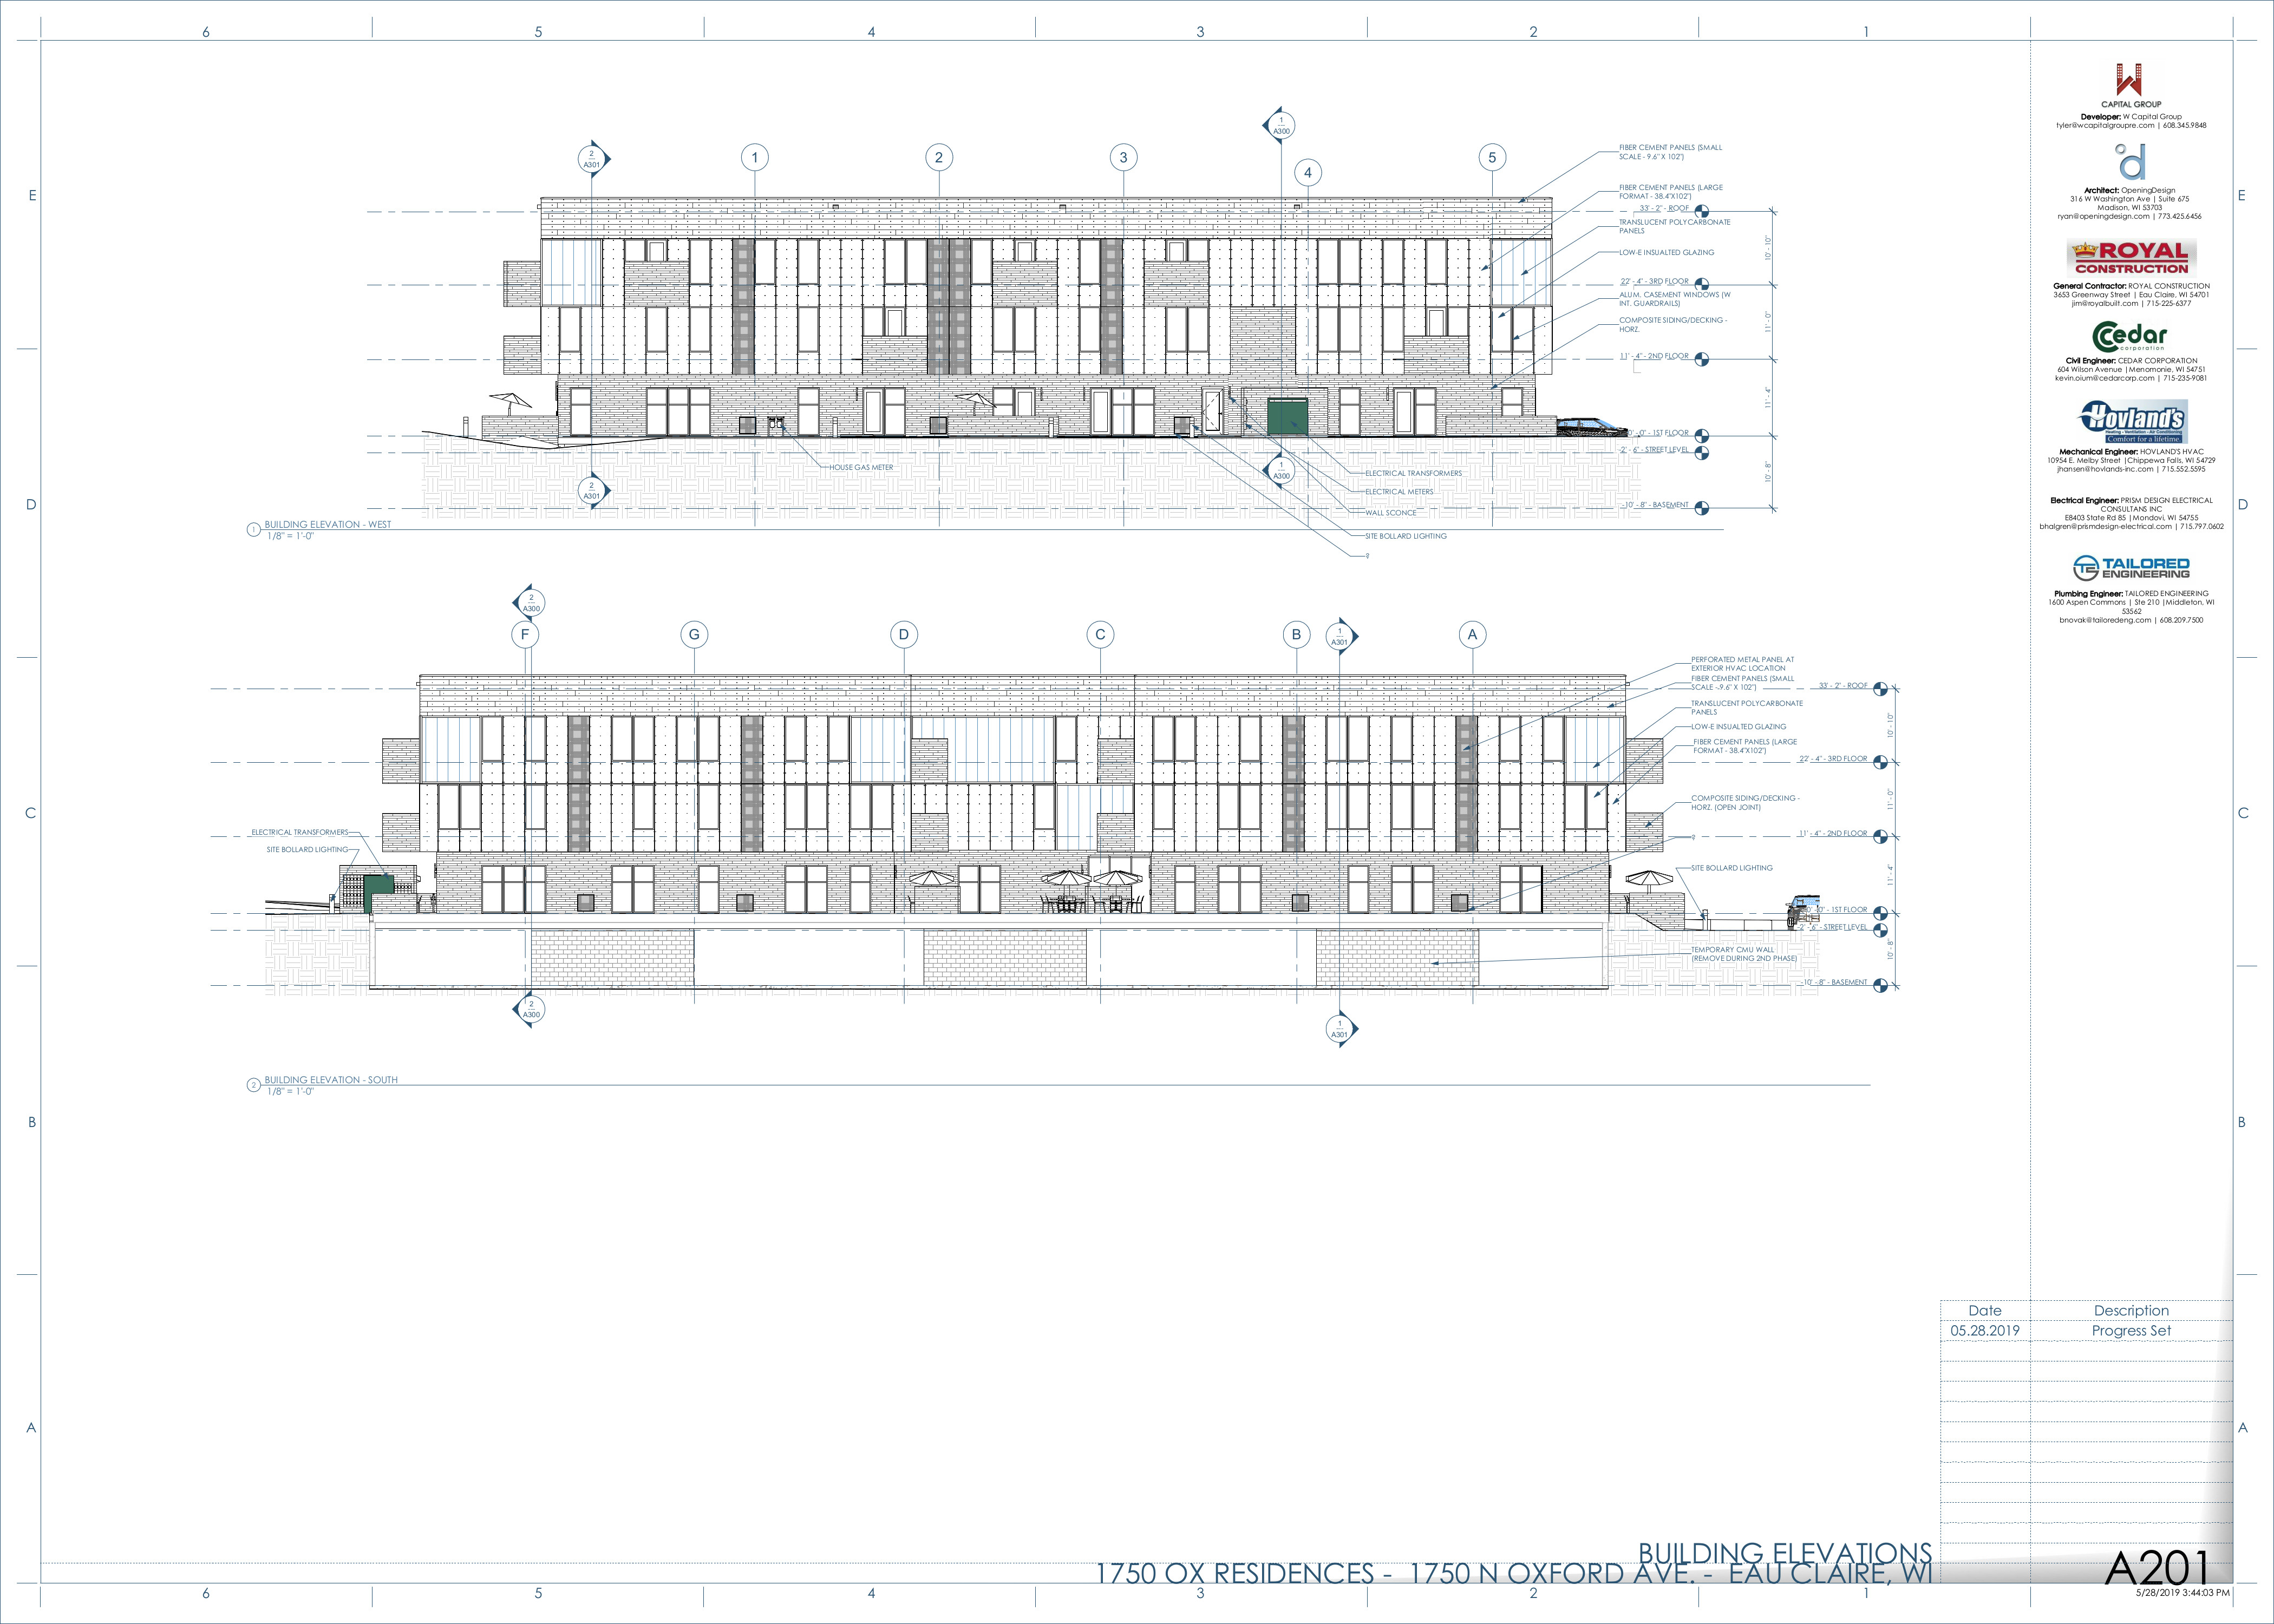 6 5 4 3 2 1
E
D
C
B
A
2
A301
1
2
3
1
A300
4
5
FIBER CEMENT PANELS (SMALL
SCALE - 9.6" X 102")
FIBER CEMENT PANELS (LARGE
FORMAT - 38.4"X102")
33' - 2" - ROOF
TRANSLUCENT POLYCARBONATE
PANELS
LOW-E INSUALTED GLAZING
22' - 4" - 3RD FLOOR
ALUM. CASEMENT WINDOWS (W
INT. GUARDRAILS)
COMPOSITE SIDING/DECKING -
HORZ.
11' - 4" - 2ND FLOOR
0' - 0" - 1ST FLOOR
-2' - 6" - STREET LEVEL
-10' - 8" - BASEMENT
10' - 10"
11' - 0"
11' - 4"
10' - 8"
HOUSE GAS METER
2
A301
1
A300
ELECTRICAL TRANSFORMERS
ELECTRICAL METERS
WALL SCONCE
SITE BOLLARD LIGHTING
?
1 BUILDING ELEVATION - WEST
1/8" = 1'-0"
2
A300
F
G
D
C
B
1
A301
A
PERFORATED METAL PANEL AT
EXTERIOR HVAC LOCATION
FIBER CEMENT PANELS (SMALL
SCALE - 9.6" X 102")
33' - 2" - ROOF
TRANSLUCENT POLYCARBONATE
PANELS
LOW-E INSUALTED GLAZING
FIBER CEMENT PANELS (LARGE
FORMAT - 38.4"X102")
22' - 4" - 3RD FLOOR
COMPOSITE SIDING/DECKING -
HORZ. (OPEN JOINT)
?
11' - 4" - 2ND FLOOR
SITE BOLLARD LIGHTING
0' - 0" - 1ST FLOOR
-2' - 6" - STREET LEVEL
TEMPORARY CMU WALL
(REMOVE DURING 2ND PHASE)
-10' - 8" - BASEMENT
10' - 10"
11' - 0"
11' - 4"
10' - 8"
ELECTRICAL TRANSFORMERS
SITE BOLLARD LIGHTING
2
A300
1
A301
2 BUILDING ELEVATION - SOUTH
1/8" = 1'-0"
CAPITAL GROUP
Developer: W Capital Group
tyler@wcapitalgroupre.com | 608.345.9848
Architect: OpeningDesign
316 W Washington Ave | Suite 675
Madison, WI 53703
ryan@openingdesign.com | 773.425.6456
ROYAL
CONSTRUCTION
General Contractor: ROYAL CONSTRUCTION
3653 Greenway Street | Eau Claire, WI 54701
jim@royalbuilt.com | 715-225-6377
Cedar
corporation
Civil Engineer: CEDAR CORPORATION
604 Wilson Avenue |Menomonie, WI 54751
kevin.oium@cedarcorp.com | 715-235-9081
Hovland's
Heating - Ventilation - Air Conditioning
Comfort for a lifetime.
Mechanical Engineer: HOVLAND'S HVAC
10954 E. Melby Street |Chippewa Falls, WI 54729
jhansen@hovlands-inc.com | 715.552.5595
Electrical Engineer: PRISM DESIGN ELECTRICAL
CONSULTANS INC
E8403 State Rd 85 |Mondovi, WI 54755
bhalgren@prismdesign-electrical.com | 715.797.0602
TE TAILORED
ENGINEERING
Plumbing Engineer: TAILORED ENGINEERING
1600 Aspen Commons | Ste 210 |Middleton, WI
53562
bnovak@tailoredeng.com | 608.209.7500
Date Description
05.28.2019 Progress Set
BUILDING ELEVATIONS
1750 OX RESIDENCES - 1750 N OXFORD AVE. - EAU CLAIRE, WI
A201
5/28/2019 3:44:03 PM
E
D
C
B
A
6 5 4 3 2 1